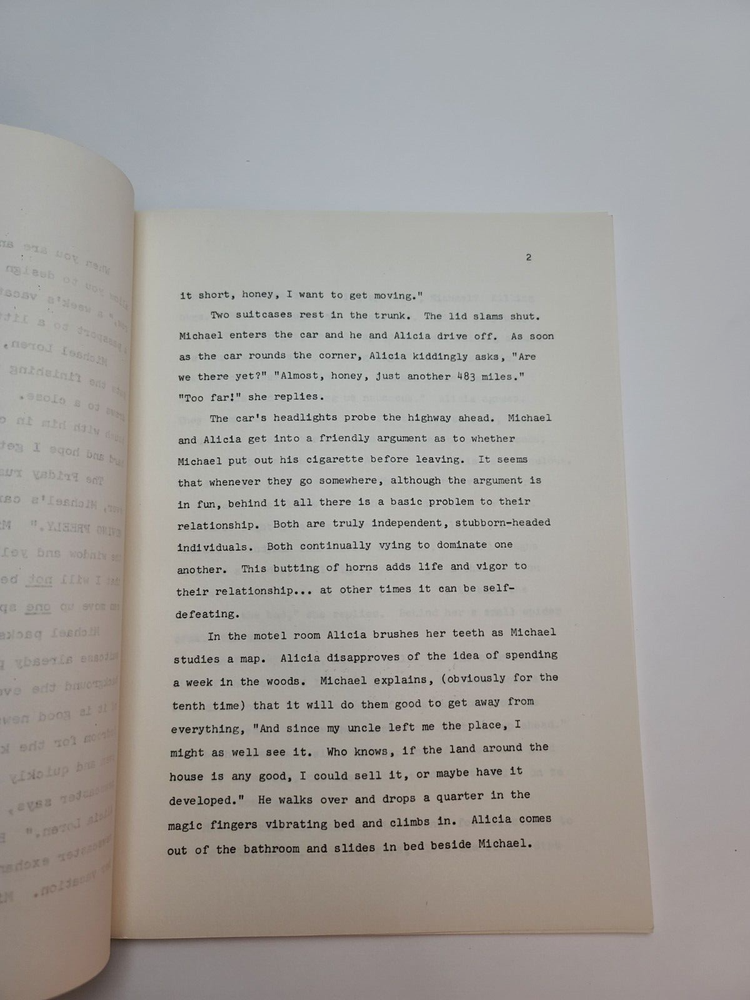 2
it short, honey, I want to get moving."
Two suitcases rest in the trunk. The lid slams shut.
Michael enters the car and he and Alicia drive off. As soon
as the car rounds the corner, Alicia kiddingly asks, "Are
we there yet?" "Almost, honey, just another 483 miles."
"Too far!" she replies.
The car's headlights probe the highway ahead. Michael
and Alicia get into a friendly argument as to whether
Michael put out his cigarette before leaving. It seems
that whenever they go somewhere, although the argument is
in fun, behind it all there is a basic problem to their
relationship. Both are truly independent, stubborn-headed
individuals. Both continually vying to dominate one
another. This butting of horns adds life and vigor to
their relationship... at other times it can be self-
defeating.
In the motel room Alicia brushes her teeth as Michael
studies a map. Alicia disapproves of the idea of spending
a week in the woods. Michael explains, (obviously for the
tenth time) that it will do them good to get away from
everything, "And since my uncle left me the place, I
might as well see it. Who knows, if the land around the
house is any good, I could sell it, or maybe have it
developed." He walks over and drops a quarter in the
magic fingers vibrating bed and climbs in. Alicia comes
out of the bathroom and slides in bed beside Michael.